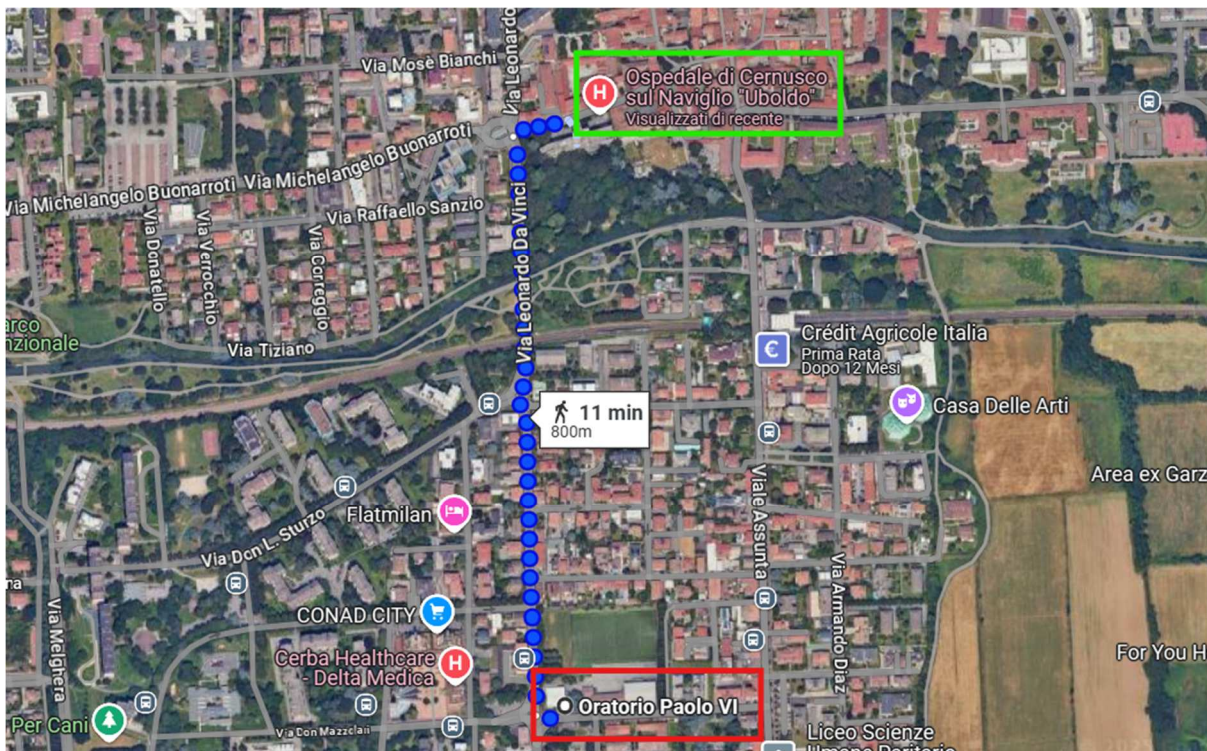 Via Mosè Bianchi
Via Leonardo
Ospedale di Cernusco
sul Naviglio "Uboldo"
Visualizzati di recente
H
Via Michelangelo Buonarroti
Via Michelangelo Buonarroti
Via Raffaello Sanzio
Via Donatello
Via Verrocchio
Via Correggio
Via Leonardo Da Vinci
arco
nzionale
Via Tiziano
€
Crédit Agricole Italia
Prima Rata
Dopo 12 Mesi
Casa Delle Arti
11 min
800m
Area ex Garz
Flatmilan
Via Don L. Sturzo
Viale Assunta
Via Armando Diaz
na
Via Melghera
CONAD CITY
Cerba Healthcare
- Delta Medica
H
For You H
Oratorio Paolo VI
Per Cani
Liceo Scienze